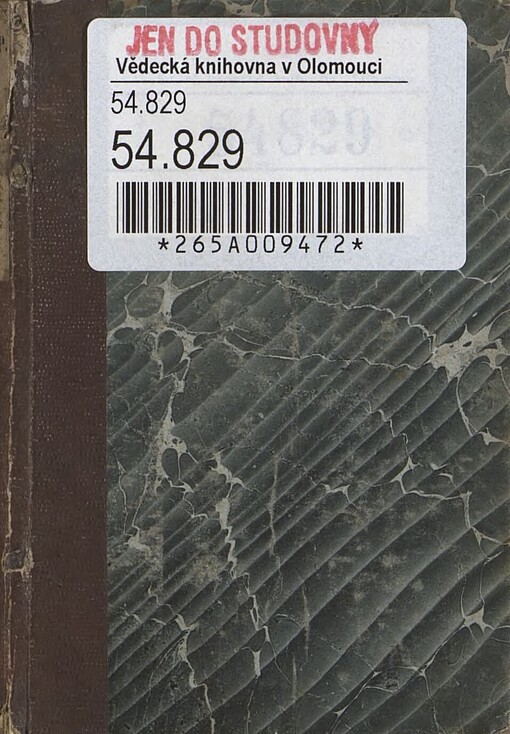 JEN DO STUDOVNY
Vědecká knihovna v Olomouci
54.829
54.829
*265A009472*